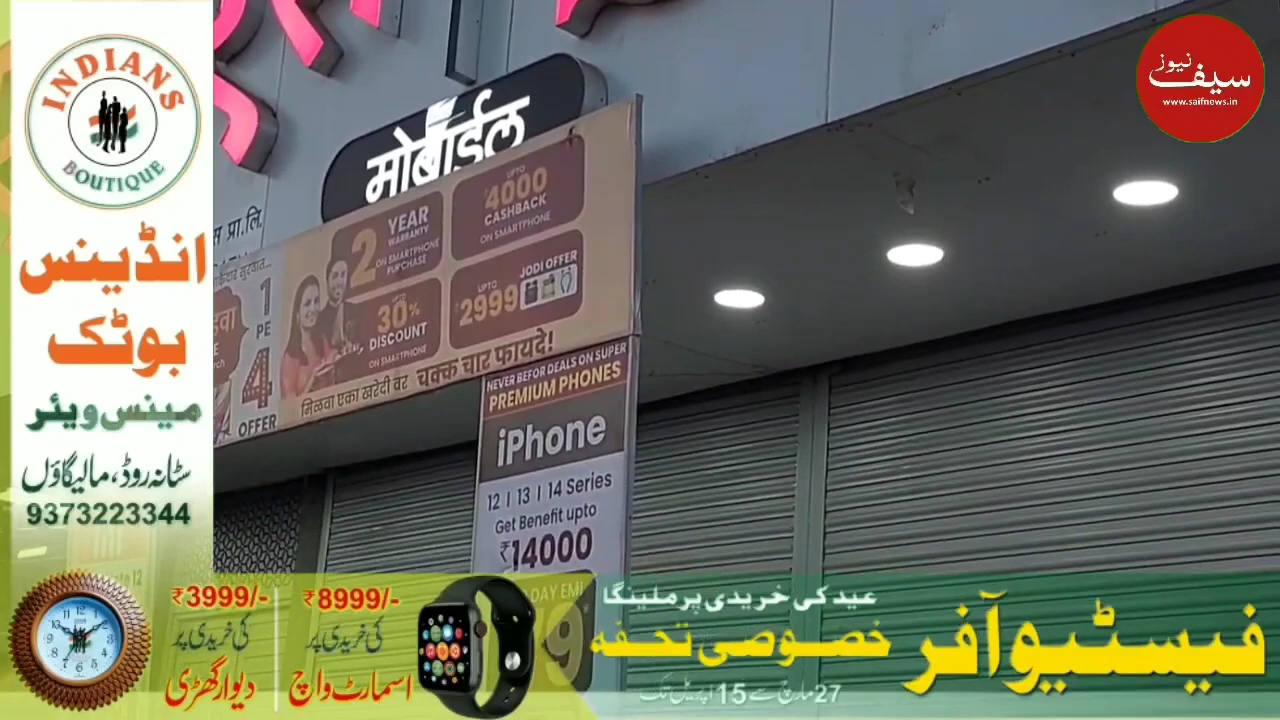 INDIANS
BOUTIQUE
انڈینس
بوٹک
مینس ویئر
سٹانہ روڈ، مالیگاؤں
9373223344
سیف نیوز
www.saifnews.in
मोबाईल
स प्रा.लि.
2 YEAR
WARRANTY
ON SMARTPHONE
PURCHASE
UPTO
4000
CASHBACK
ON SMARTPHONE
UPTO
30%
DISCOUNT
ON SMARTPHONE
JODI OFFER
UPTO
2999
1
PE
4
OFFER
मिळवा एका खरेदी वर चक्क चार फायदे!
NEVER BEFOR DEALS ON SUPER
PREMIUM PHONES
iPhone
12 | 13 | 14 Series
Get Benefit upto
₹14000
DAY EMI
9
₹3999/-
کی خریدی پر
دیوار گھڑی
₹8999/-
کی خریدی پر
اسمارٹ واچ
عید کی خریدی پر ملینگا
خصوصی تحفہ
فیسٹیو آفر
27 مارچ سے 15 اپریل تک